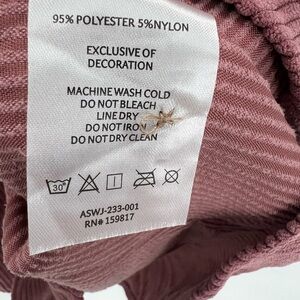 95% POLYESTER 5%NYLON
EXCLUSIVE OF
DECORATION
MACHINE WASH COLD
DO NOT BLEACH
LINE DRY
DO NOT IRON
DO NOT DRY CLEAN
30°
ASWJ-233-001
RN# 159817